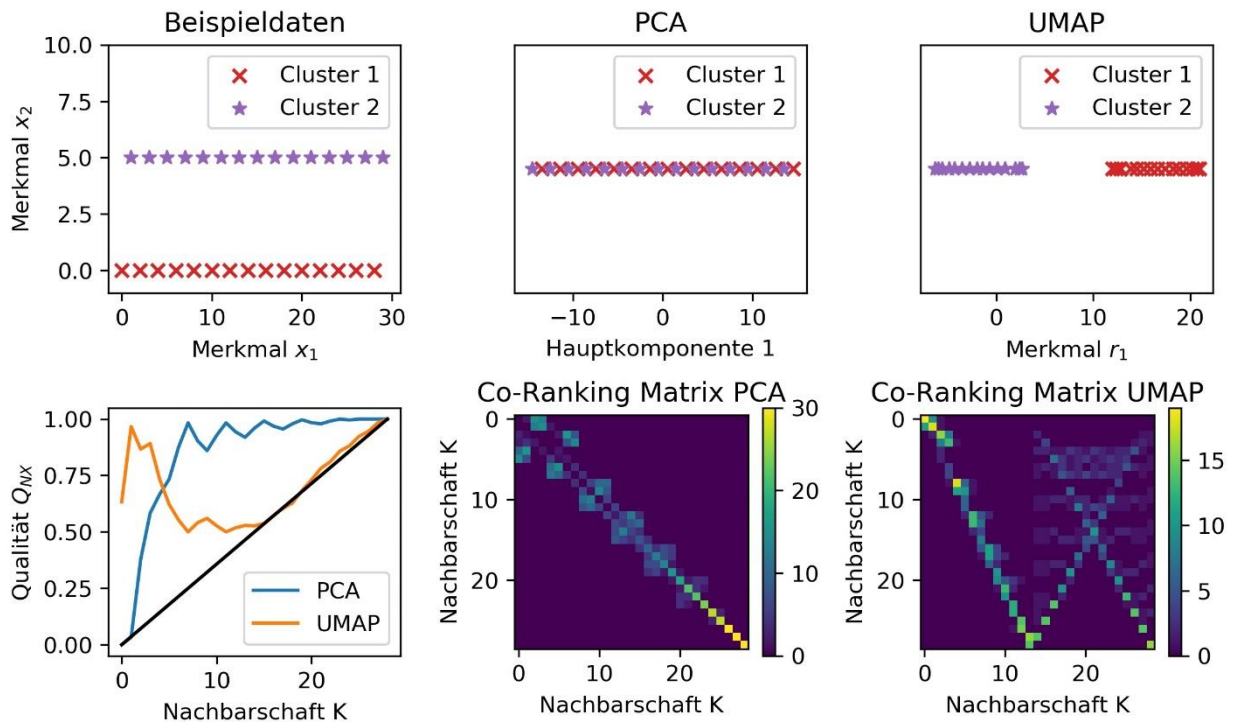 Beispieldaten
PCA
UMAP
10.0
7.5
5.0
2.5
0.0
Merkmal x₂
Cluster 1
Cluster 2
Cluster 1
Cluster 2
Cluster 1
Cluster 2
0 10 20 30
−10 0 10
0 10 20
Merkmal x₁
Hauptkomponente 1
Merkmal r₁
Co-Ranking Matrix PCA
Co-Ranking Matrix UMAP
1.00
0.75
0.50
0.25
0.00
Qualität Q_NX
PCA
UMAP
0 10 20
Nachbarschaft K
0
10
20
Nachbarschaft K
0 10 20
Nachbarschaft K
30
20
10
0
0
10
20
Nachbarschaft K
0 10 20
Nachbarschaft K
15
10
5
0